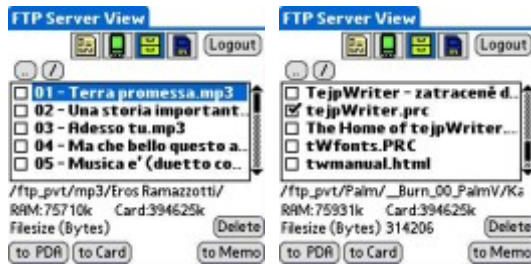 FTP Server View
Logout
.. /
01 - Terra promessa.mp3
02 - Una storia important..
03 - Adesso tu.mp3
04 - Ma che bello questo a..
05 - Musica e' (duetto co..
/ftp_pvt/mp3/Eros Ramazzotti/
RAM:75710k Card:394625k
Filesize (Bytes) Delete
to PDA to Card to Memo
FTP Server View
Logout
.. /
TejpWriter - zatracené d..
tejpWriter.prc
The Home of tejpWriter...
tWfonts.PRC
twmanual.html
/ftp_pvt/Palm/__Burn_00_PalmV/Ka
RAM:75931k Card:394625k
Filesize (Bytes) 314206 Delete
to PDA to Card to Memo